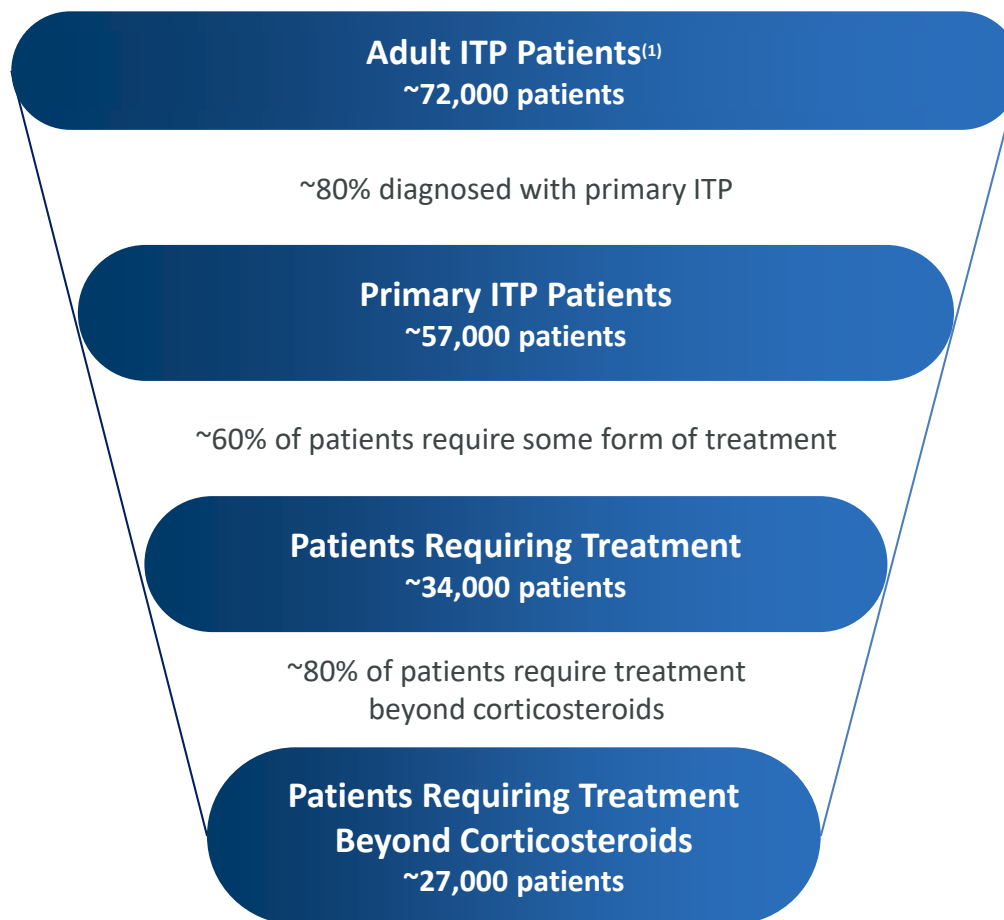 Adult ITP Patients(1)
~72,000 patients
~80% diagnosed with primary ITP
Primary ITP Patients
~57,000 patients
~60% of patients require some form of treatment
Patients Requiring Treatment
~34,000 patients
~80% of patients require treatment
beyond corticosteroids
Patients Requiring Treatment
Beyond Corticosteroids
~27,000 patients